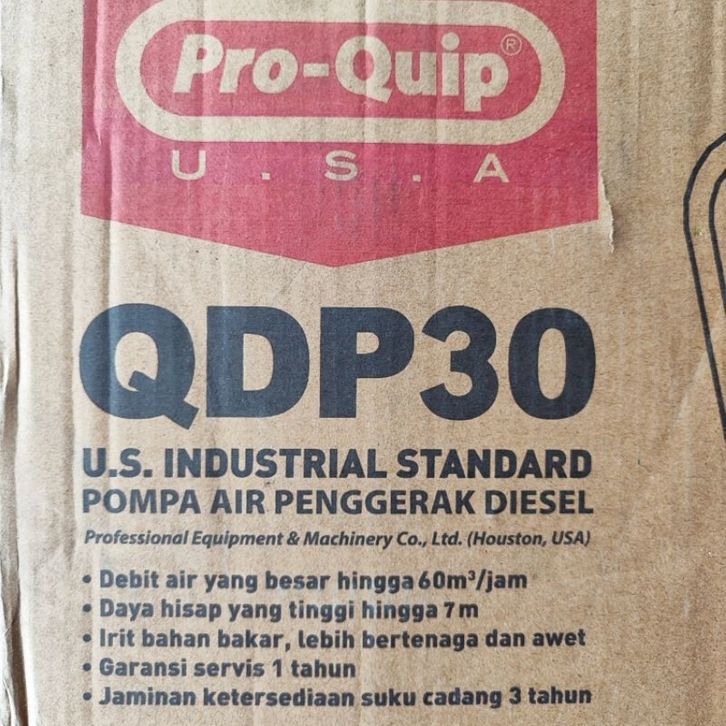 Pro-Quip®
U.S.A
QDP30
U.S. INDUSTRIAL STANDARD
POMPA AIR PENGGERAK DIESEL
Professional Equipment & Machinery Co., Ltd. (Houston, USA)
• Debit air yang besar hingga 60m³/jam
• Daya hisap yang tinggi hingga 7 m
• Irit bahan bakar, lebih bertenaga dan awet
• Garansi servis 1 tahun
• Jaminan ketersediaan suku cadang 3 tahun